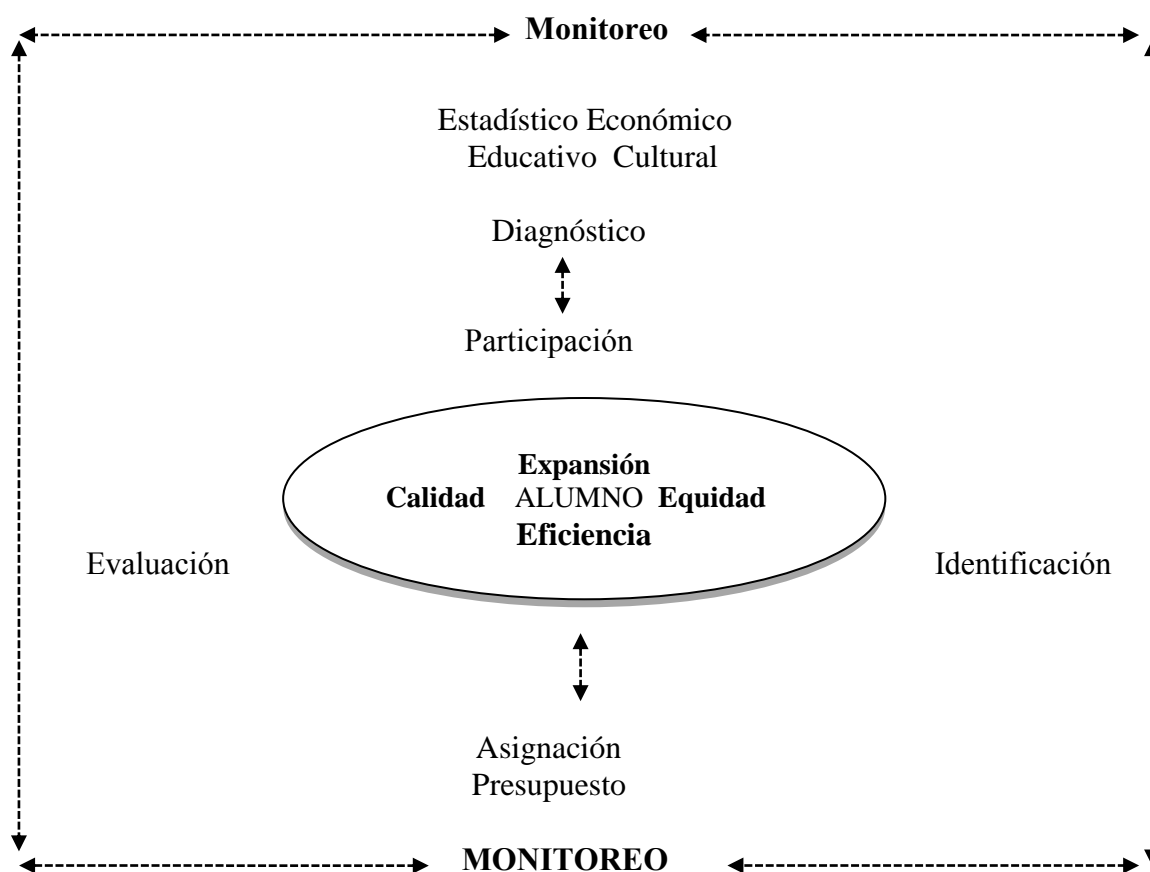 Monitoreo
Estadístico Económico
Educativo Cultural
Diagnóstico
Participación
Expansión
Calidad ALUMNO Equidad
Eficiencia
Evaluación
Identificación
Asignación
Presupuesto
MONITOREO